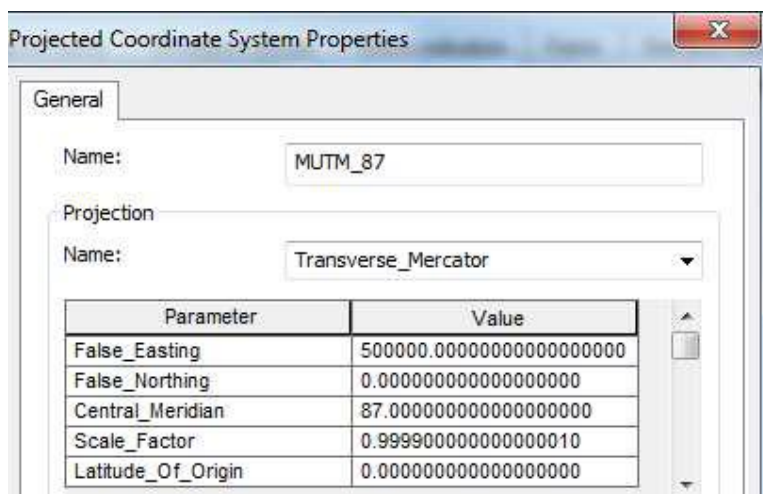 Projected Coordinate System Properties
General
Name: MUTM_87
Projection
Name: Transverse_Mercator
Parameter Value
False_Easting 500000.00000000000000000
False_Northing 0.000000000000000000
Central_Meridian 87.000000000000000000
Scale_Factor 0.999900000000000010
Latitude_Of_Origin 0.000000000000000000